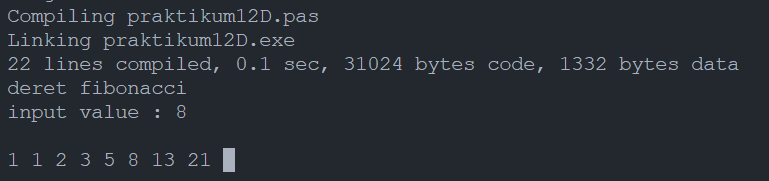 Compiling praktikum12D.pas
Linking praktikum12D.exe
22 lines compiled, 0.1 sec, 31024 bytes code, 1332 bytes data
deret fibonacci
input value : 8
1 1 2 3 5 8 13 21